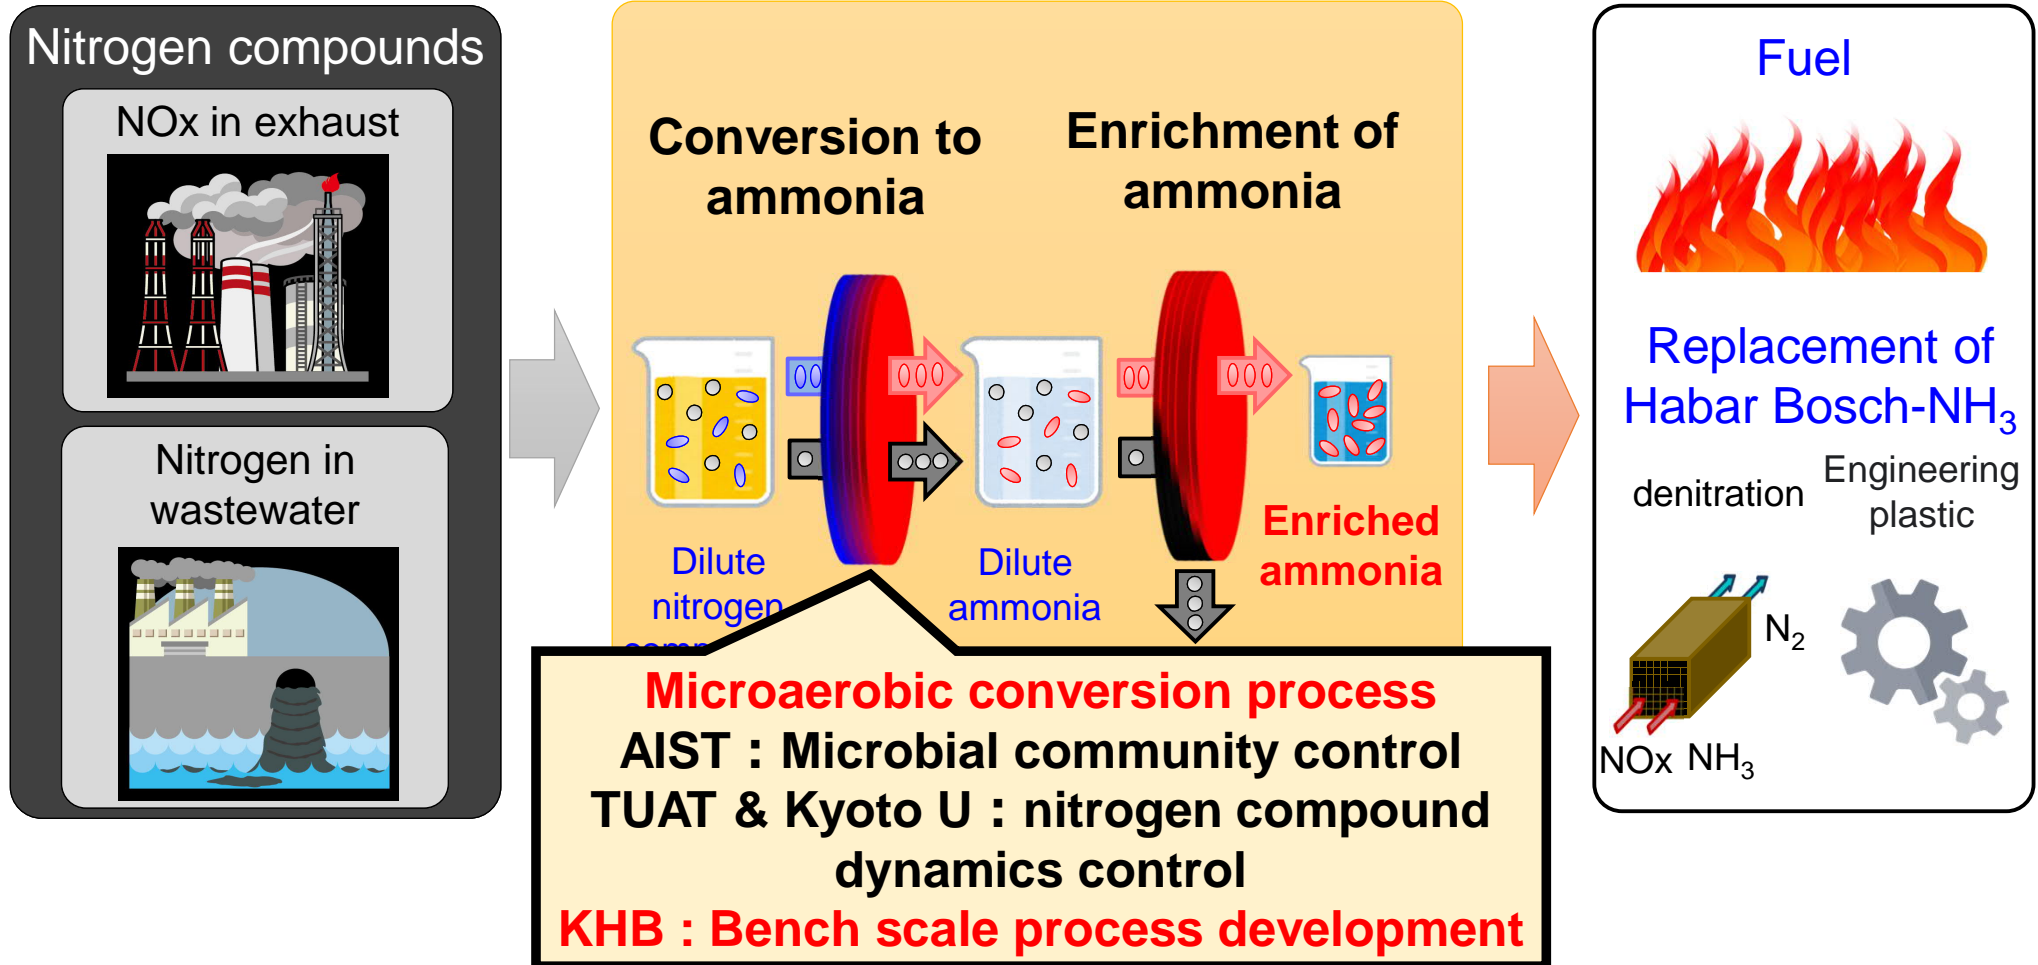 Nitrogen compounds
NOx in exhaust
Nitrogen in
wastewater
Conversion to
ammonia
Enrichment of
ammonia
Dilute
nitrogen
Dilute
ammonia
Enriched
ammonia
Microaerobic conversion process
AIST : Microbial community control
TUAT & Kyoto U : nitrogen compound
dynamics control
KHB : Bench scale process development
Fuel
Replacement of
Habar Bosch-NH₃
denitration
Engineering
plastic
N₂
NOx NH₃